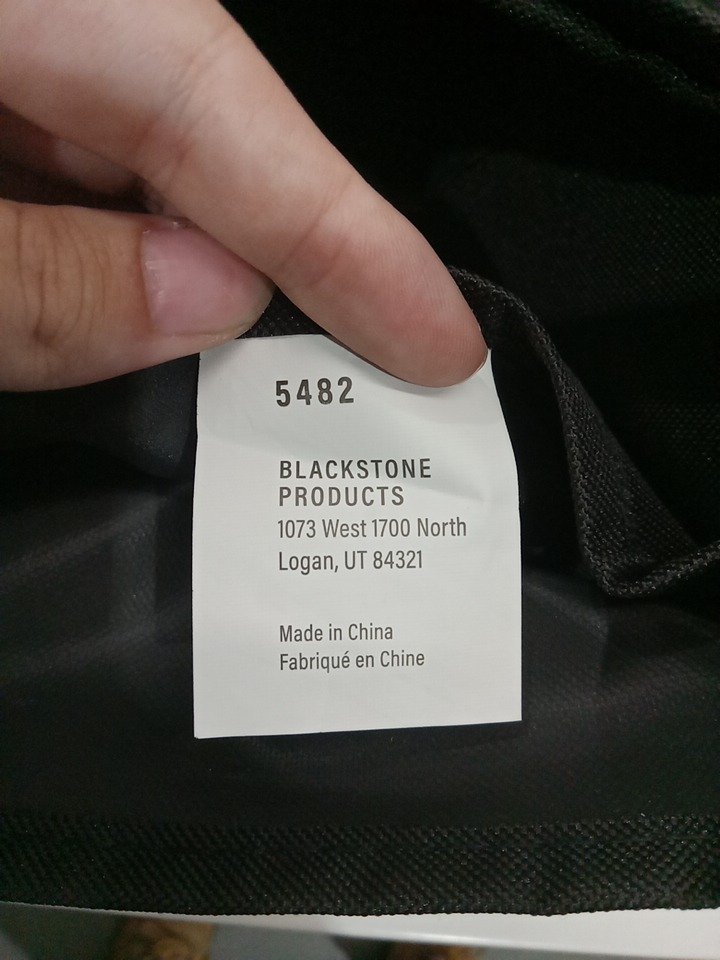 5482
BLACKSTONE
PRODUCTS
1073 West 1700 North
Logan, UT 84321
Made in China
Fabriqué en Chine